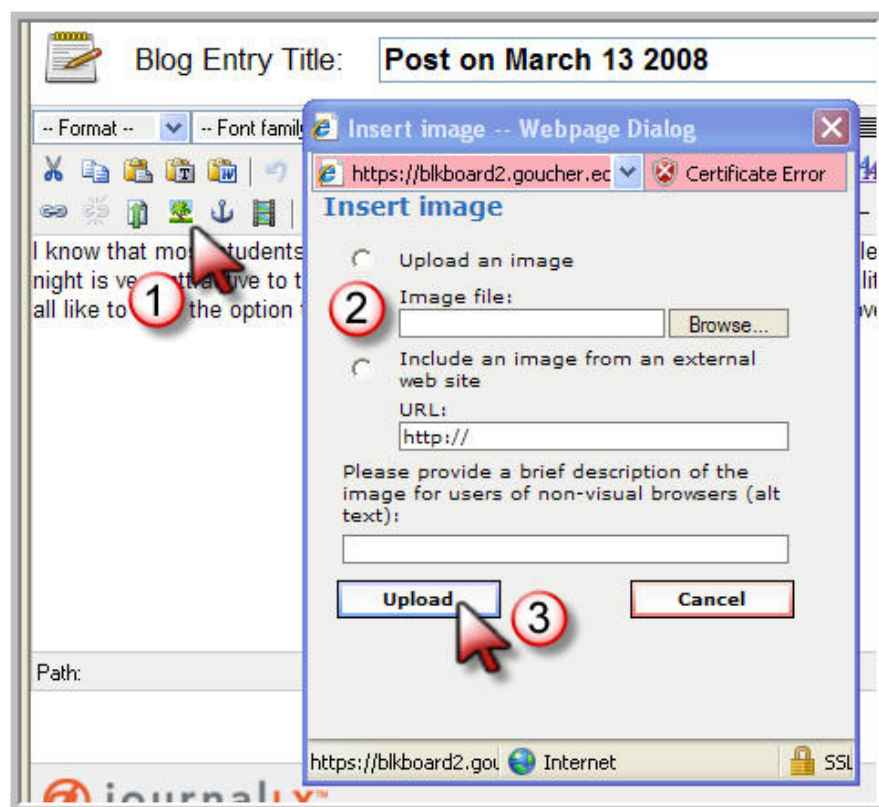 Blog Entry Title: Post on March 13 2008
-- Format -- -- Font
Insert image -- Webpage Dialog
https://blkboard2.goucher.ec Certificate Error
Insert image
Upload an image
Image file:
Browse...
Include an image from an external
web site
URL:
http://
Please provide a brief description of the
image for users of non-visual browsers (alt
text):
Upload Cancel
I know that students
night is to
all like to the option
1
2
3
Path:
https://blkboard2.gou Internet SSL
journalLX™